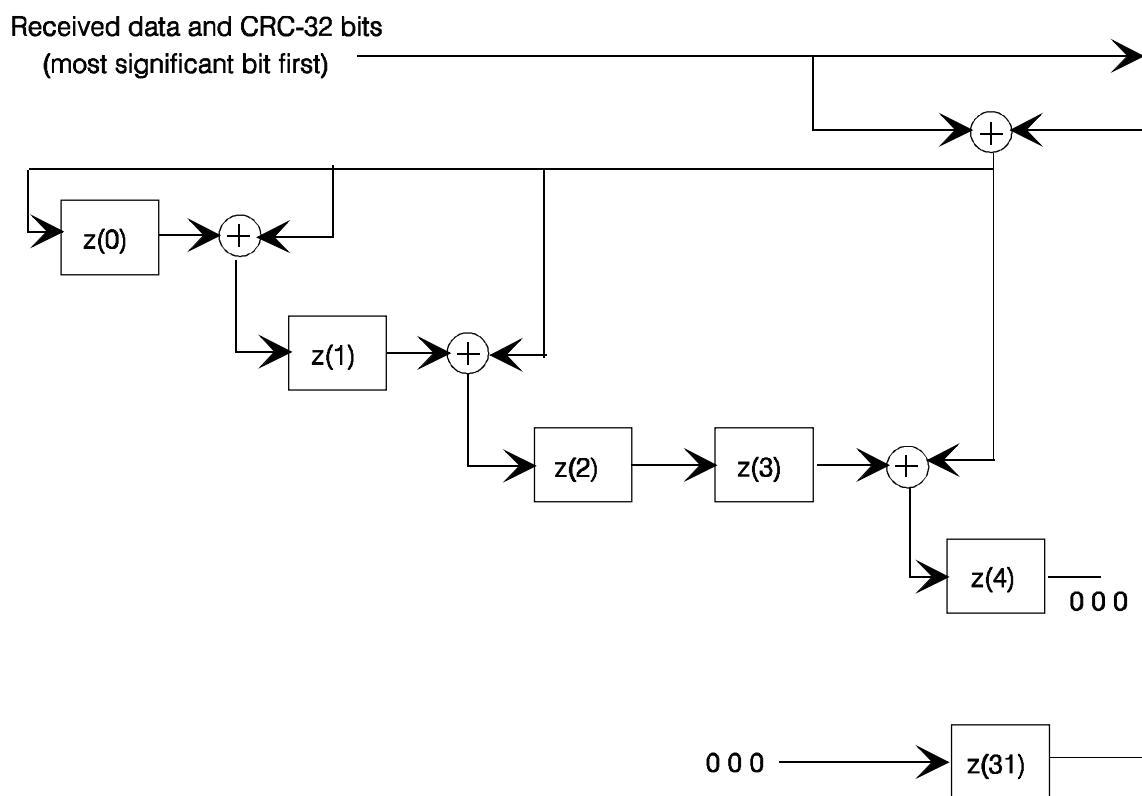 Received data and CRC-32 bits
(most significant bit first)
+
z(0)
+
z(1)
+
z(2)
z(3)
+
z(4)
0 0 0
0 0 0
z(31)